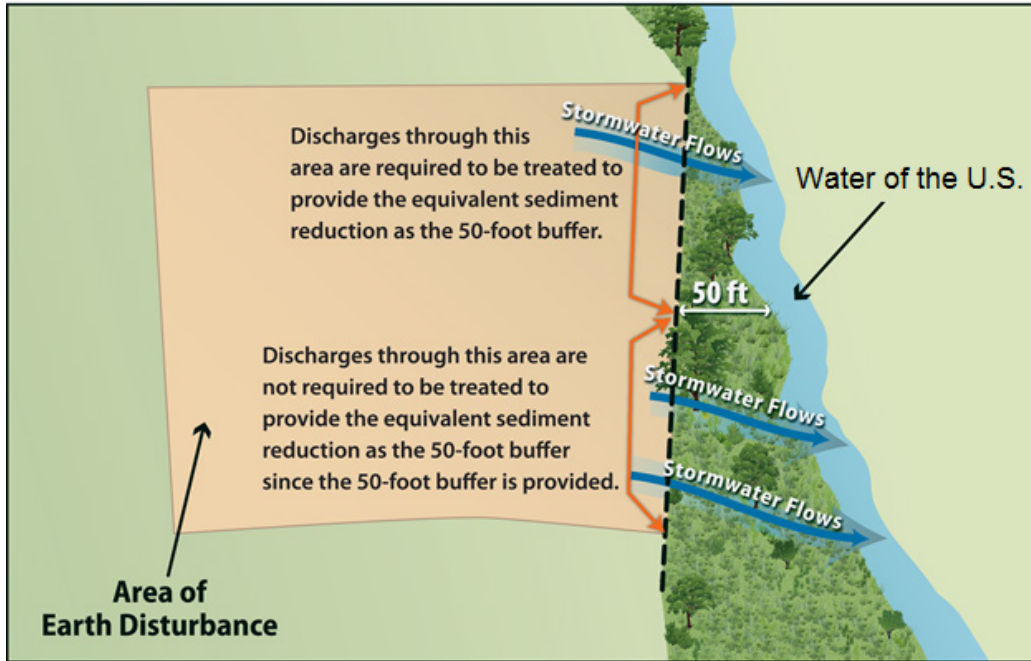 Stormwater Flows
Discharges through this
area are required to be treated to
provide the equivalent sediment
reduction as the 50-foot buffer.
Water of the U.S.
50 ft
Discharges through this area are
not required to be treated to
provide the equivalent sediment
reduction as the 50-foot buffer
since the 50-foot buffer is provided.
Stormwater Flows
Stormwater Flows
Area of
Earth Disturbance